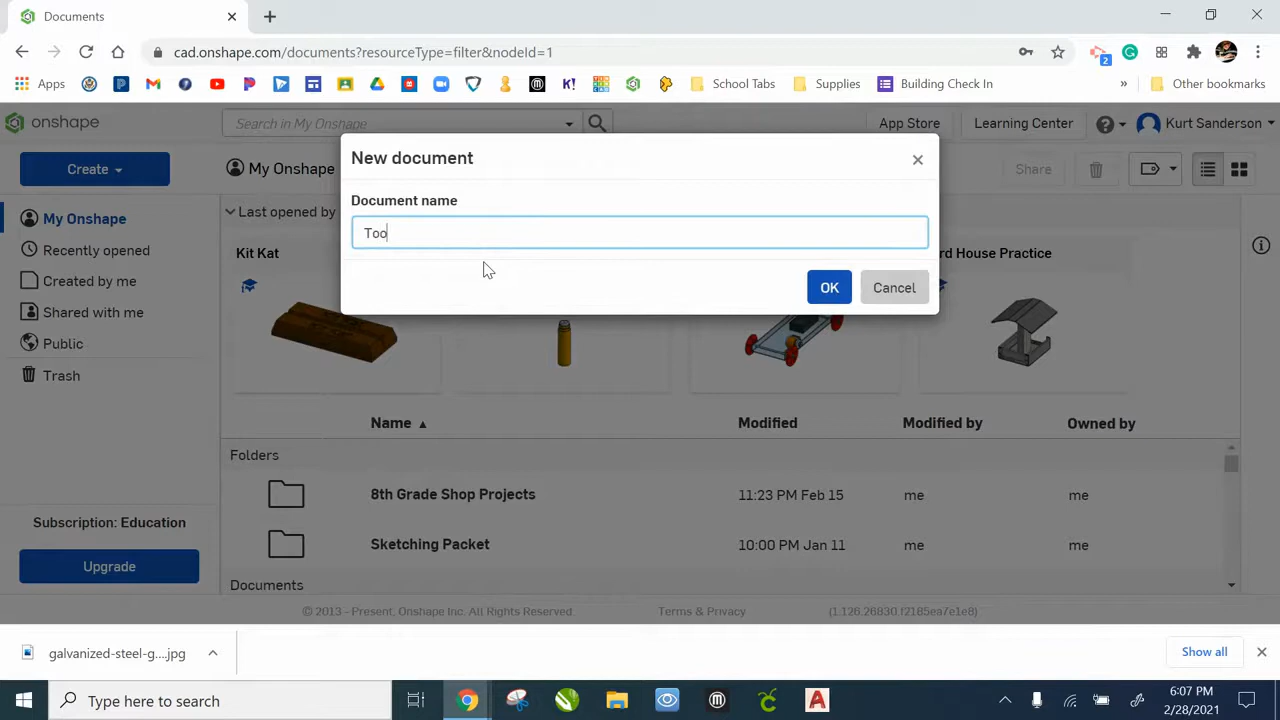 Documents
cad.onshape.com/documents?resourceType=filter&nodeId=1
2
Apps
School Tabs
Supplies
Building Check In
»
Other bookmarks
onshape
Search in My Onshape
App Store
Learning Center
Kurt Sanderson
Create
My Onshape
Share
New document
Document name
Too
OK
Cancel
My Onshape
Recently opened
Created by me
Shared with me
Public
Trash
Last opened by
Kit Kat
rd House Practice
Name
Modified
Modified by
Owned by
Folders
8th Grade Shop Projects
11:23 PM Feb 15
me
me
Sketching Packet
10:00 PM Jan 11
me
me
Documents
Subscription: Education
Upgrade
© 2013 - Present, Onshape Inc. All Rights Reserved.
Terms & Privacy
(1.126.26830.f2185ea7e1e8)
galvanized-steel-g....jpg
Show all
Type here to search
6:07 PM
2/28/2021